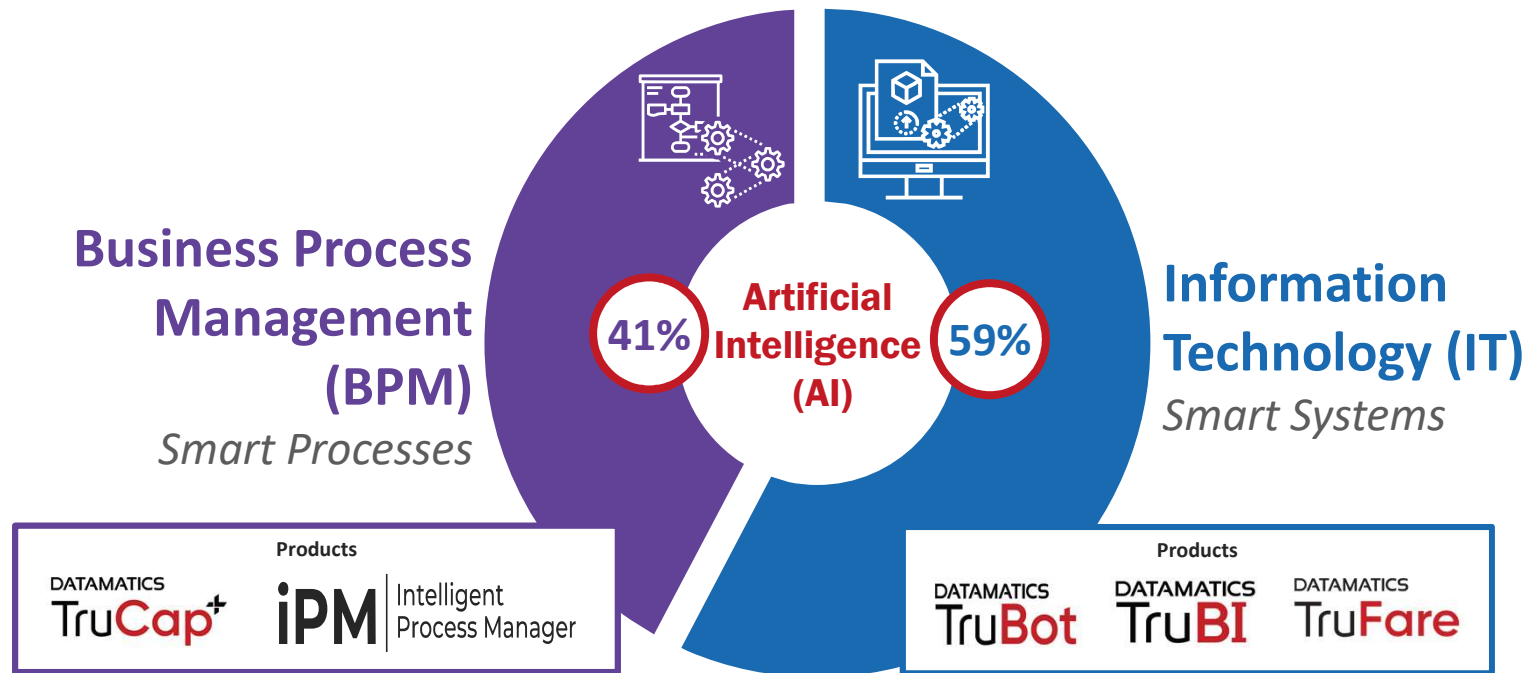 Business Process
Management
(BPM)
Smart Processes
41%
Artificial
Intelligence
(AI)
59%
Information
Technology (IT)
Smart Systems
Products
DATAMATICS
TruCap+
iPM
Intelligent
Process Manager
Products
DATAMATICS
TruBot
DATAMATICS
TruBI
DATAMATICS
TruFare